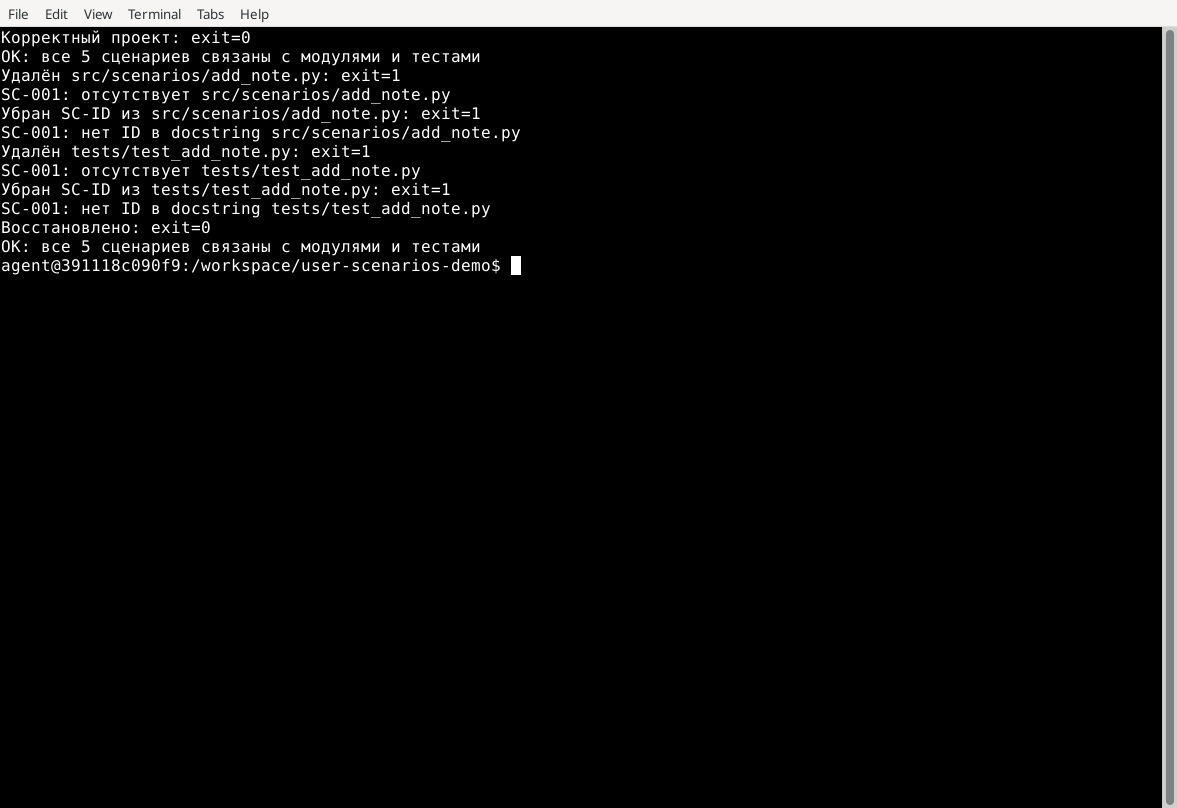 File Edit View Terminal Tabs Help
Корректный проект: exit=0
OK: все 5 сценариев связаны с модулями и тестами
Удалён src/scenarios/add_note.py: exit=1
SC-001: отсутствует src/scenarios/add_note.py
Убран SC-ID из src/scenarios/add_note.py: exit=1
SC-001: нет ID в docstring src/scenarios/add_note.py
Удалён tests/test_add_note.py: exit=1
SC-001: отсутствует tests/test_add_note.py
Убран SC-ID из tests/test_add_note.py: exit=1
SC-001: нет ID в docstring tests/test_add_note.py
Восстановлено: exit=0
OK: все 5 сценариев связаны с модулями и тестами
agent@391118c090f9:/workspace/user-scenarios-demo$